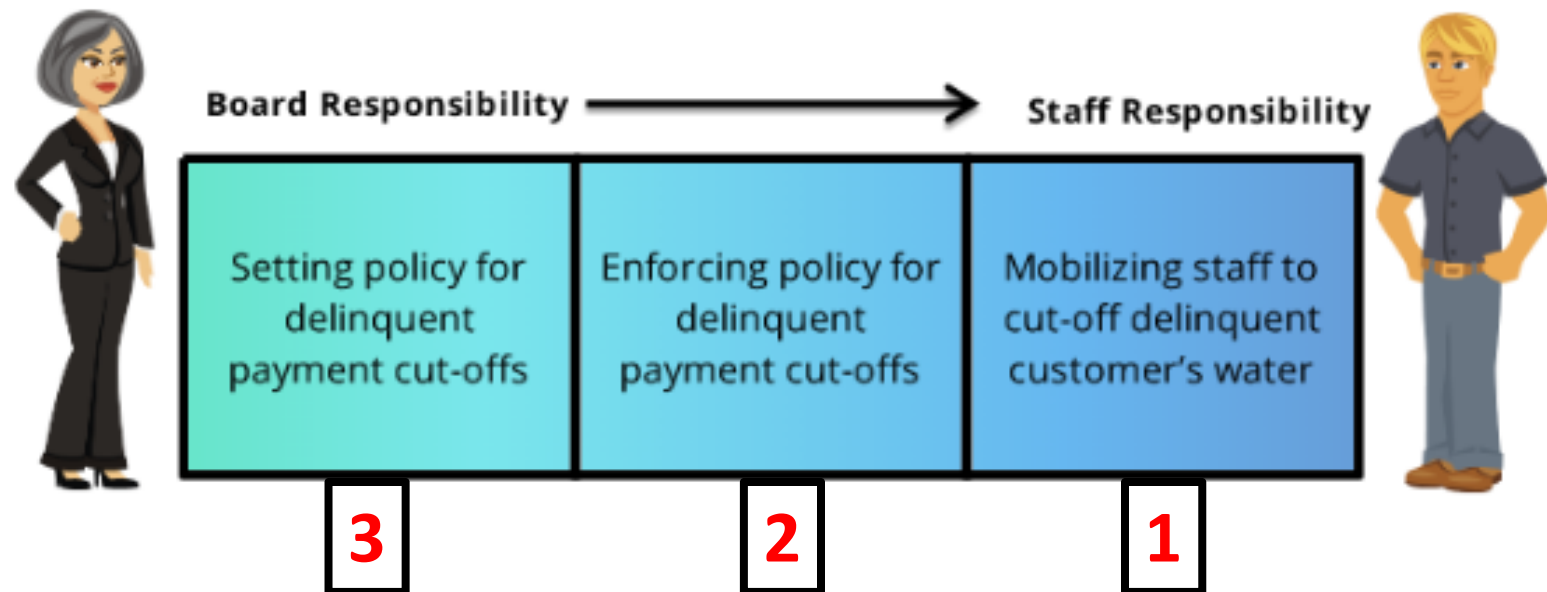 Board Responsibility
Staff Responsibility
Setting policy for
delinquent
payment cut-offs
Enforcing policy for
delinquent
payment cut-offs
Mobilizing staff to
cut-off delinquent
customer’s water
3
2
1